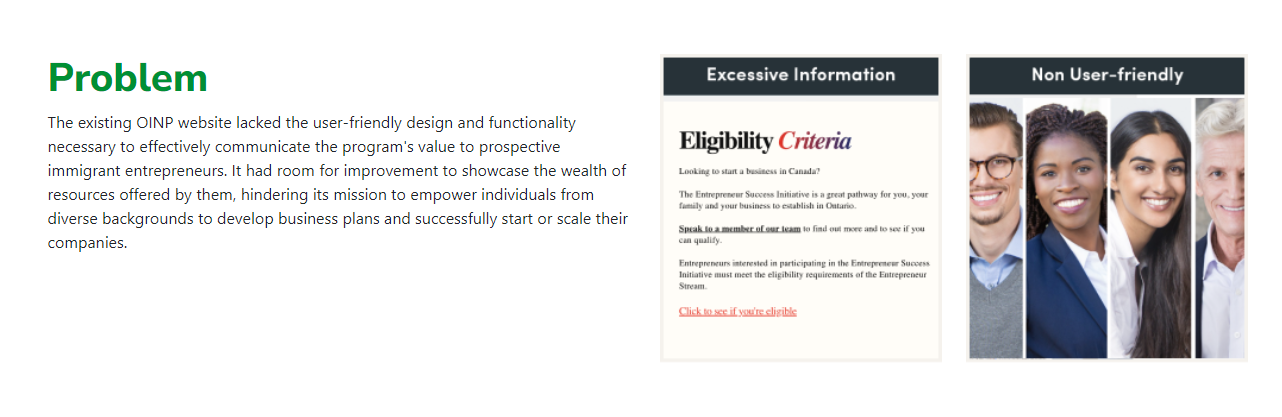 Problem
The existing OINP website lacked the user-friendly design and functionality
necessary to effectively communicate the program's value to prospective
immigrant entrepreneurs. It had room for improvement to showcase the wealth of
resources offered by them, hindering its mission to empower individuals from
diverse backgrounds to develop business plans and successfully start or scale their
companies.
Excessive Information
Eligibility Criteria
Looking to start a business in Canada?
The Entrepreneur Success Initiative is a great pathway for you, your
family and your business to establish in Ontario.
Speak to a member of our team to find out more and to see if you
can qualify.
Entrepreneurs interested in participating in the Entrepreneur Success
Initiative must meet the eligibility requirements of the Entrepreneur
Stream.
Click to see if you're eligible
Non User-friendly